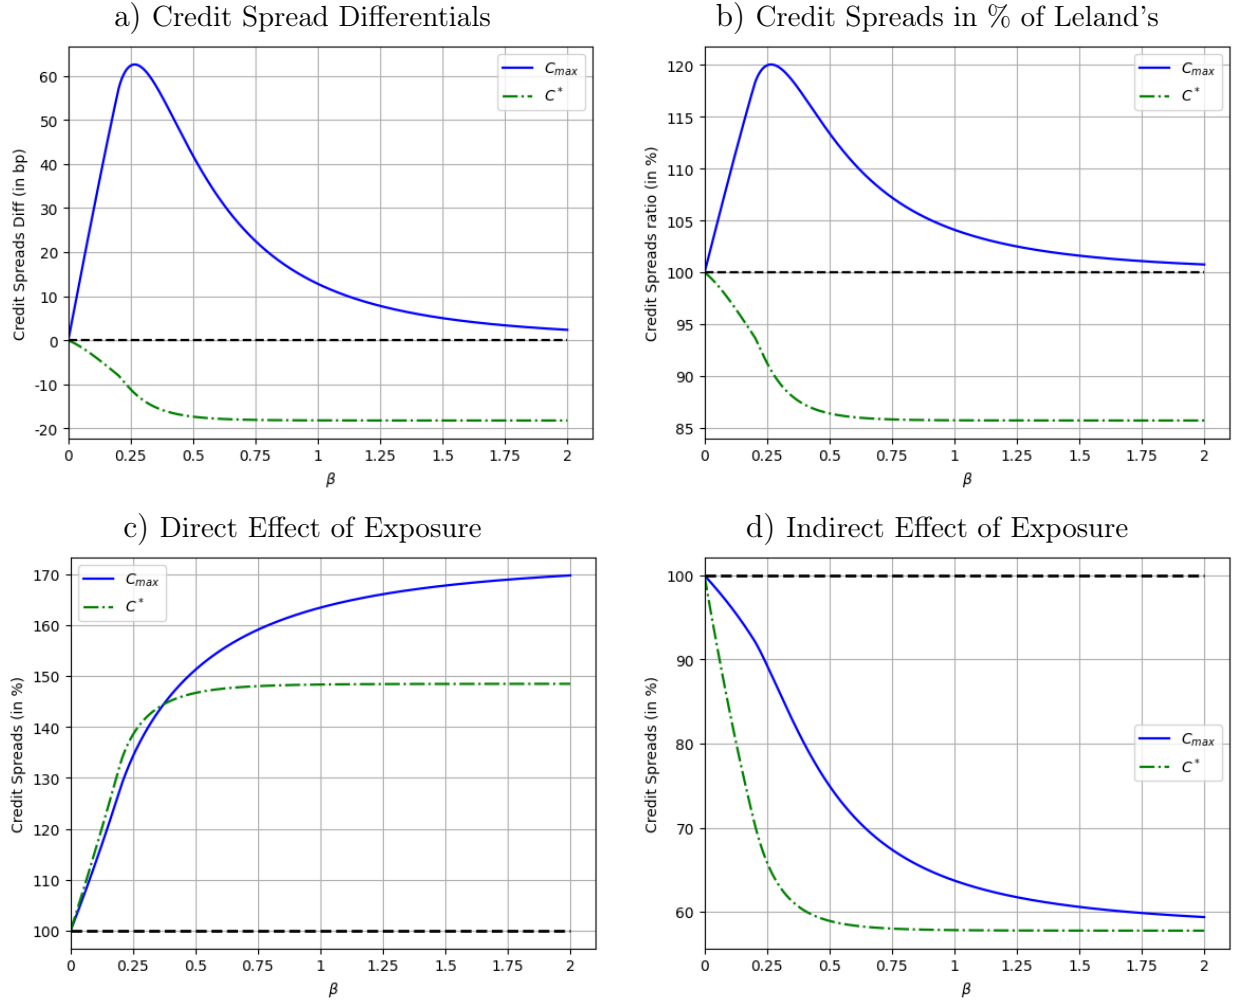 a) Credit Spread Differentials
Credit Spreads Diff (in bp)
60
50
40
30
20
10
0
-10
-20
0 0.25 0.5 0.75 1 1.25 1.5 1.75 2
β
C_max
C*
b) Credit Spreads in % of Leland's
Credit Spreads ratio (in %)
120
115
110
105
100
95
90
85
0 0.25 0.5 0.75 1 1.25 1.5 1.75 2
β
C_max
C*
c) Direct Effect of Exposure
Credit Spreads (in %)
170
160
150
140
130
120
110
100
0 0.25 0.5 0.75 1 1.25 1.5 1.75 2
β
C_max
C*
d) Indirect Effect of Exposure
Credit Spreads (in %)
100
90
80
70
60
0 0.25 0.5 0.75 1 1.25 1.5 1.75 2
β
C_max
C*